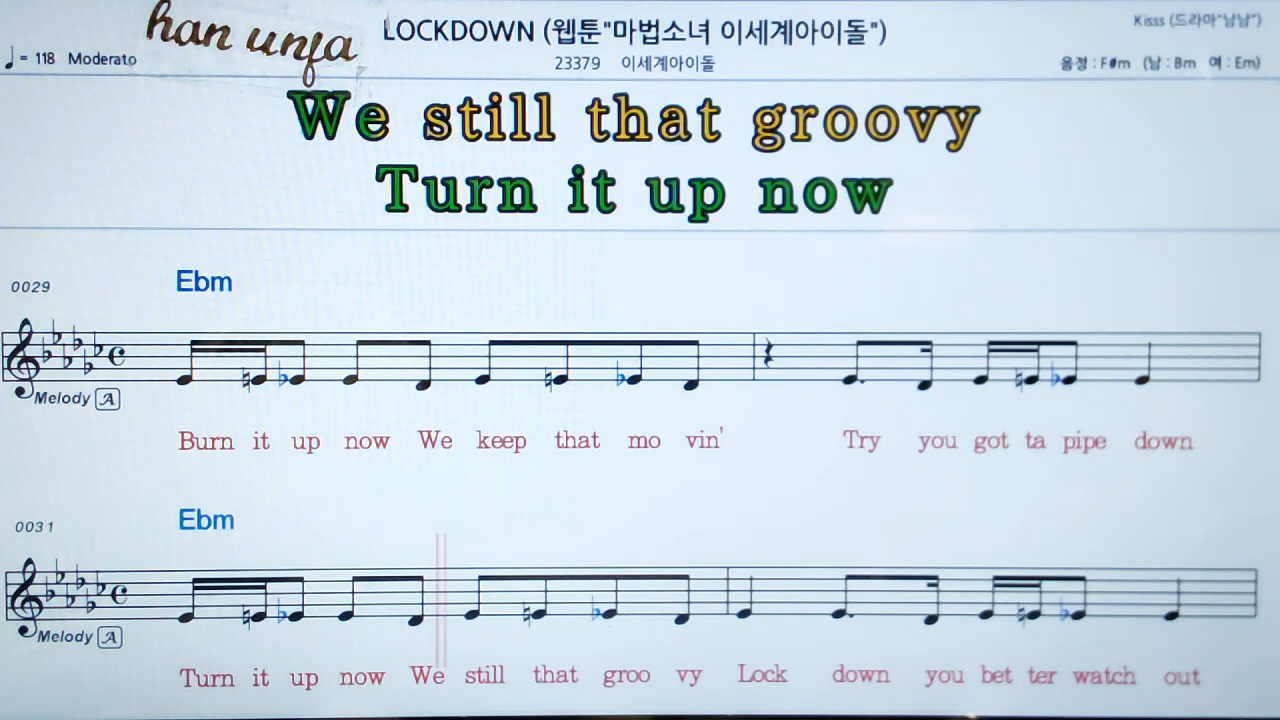 han unja
LOCKDOWN (웹툰"마법소녀 이세계아이돌")
Kisss (드라마"남남")
♩= 118 Moderato
23379 이세계아이돌
음정 : F#m (남 : Bm 여 : Em)
We still that groovy
Turn it up now
0029
Ebm
Melody A
Burn it up now We keep that mo vin' Try you got ta pipe down
0031
Ebm
Melody A
Turn it up now We still that groo vy Lock down you bet ter watch out